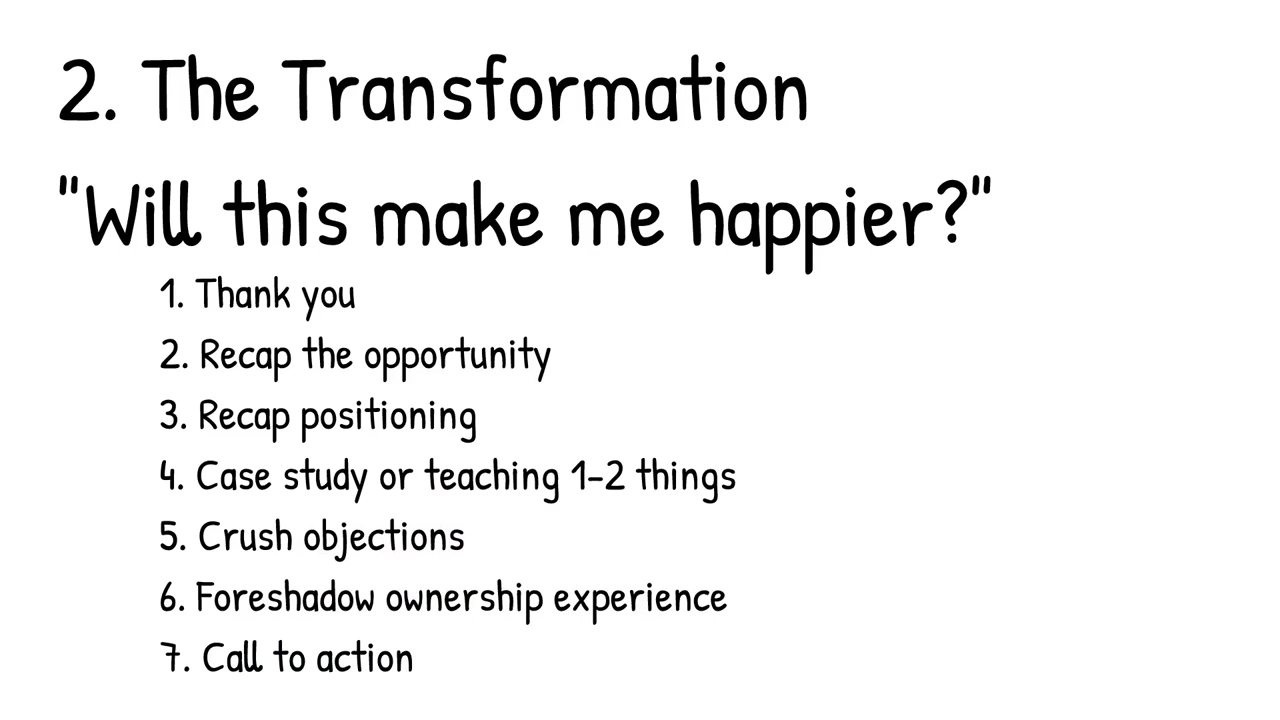 2. The Transformation
"Will this make me happier?"
1. Thank you
2. Recap the opportunity
3. Recap positioning
4. Case study or teaching 1-2 things
5. Crush objections
6. Foreshadow ownership experience
7. Call to action